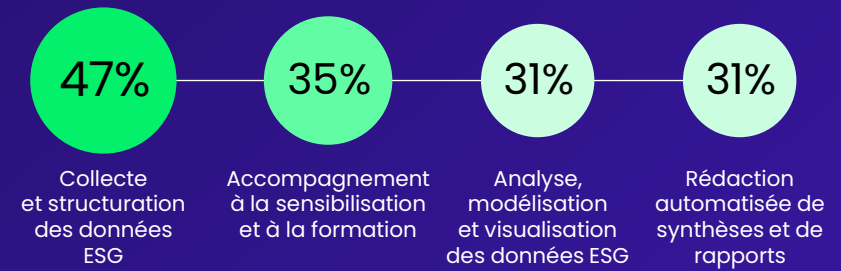 47%
35%
31%
31%
Collecte
et structuration
des données
ESG
Accompagnement
à la sensibilisation
et à la formation
Analyse,
modélisation
et visualisation
des données ESG
Rédaction
automatisée de
synthèses et de
rapports